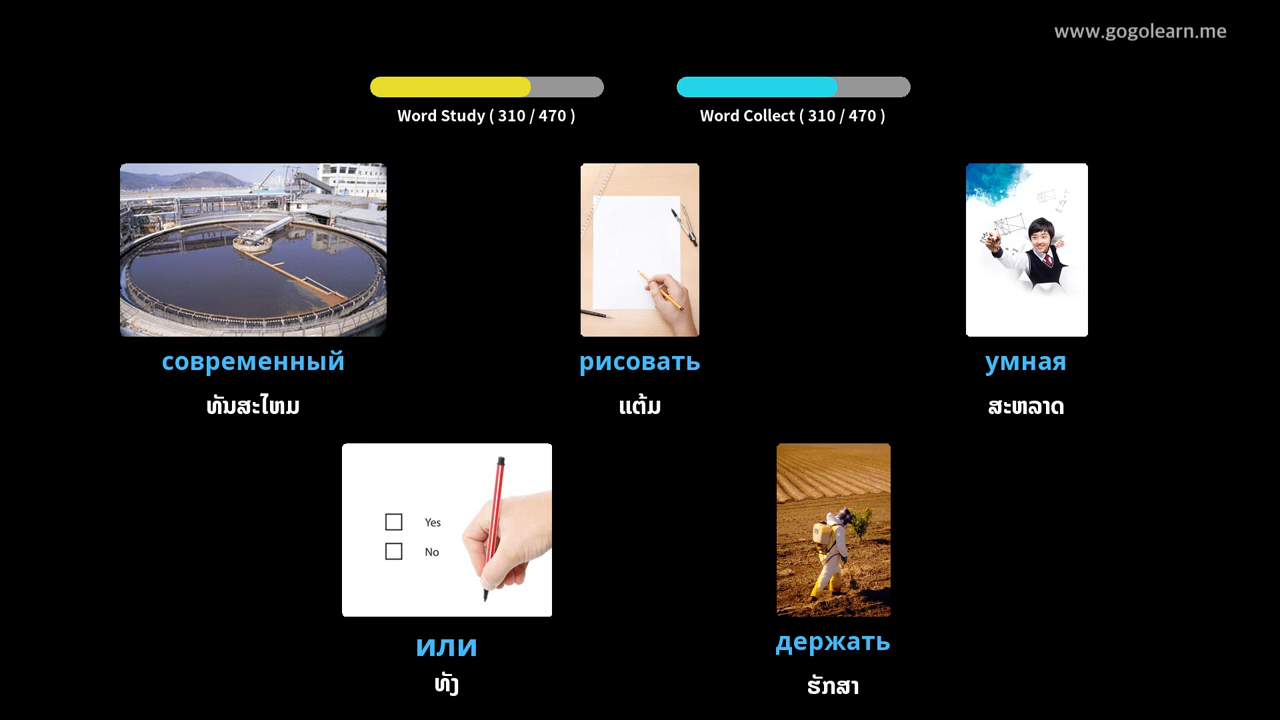 www.gogolearn.me
Word Study ( 310 / 470 )
Word Collect ( 310 / 470 )
современный
рисовать
умная
ທັນສະໄຫມ
ແຕ້ມ
ສະຫລາດ
Yes
No
или
держать
ທັງ
ຮັກສາ